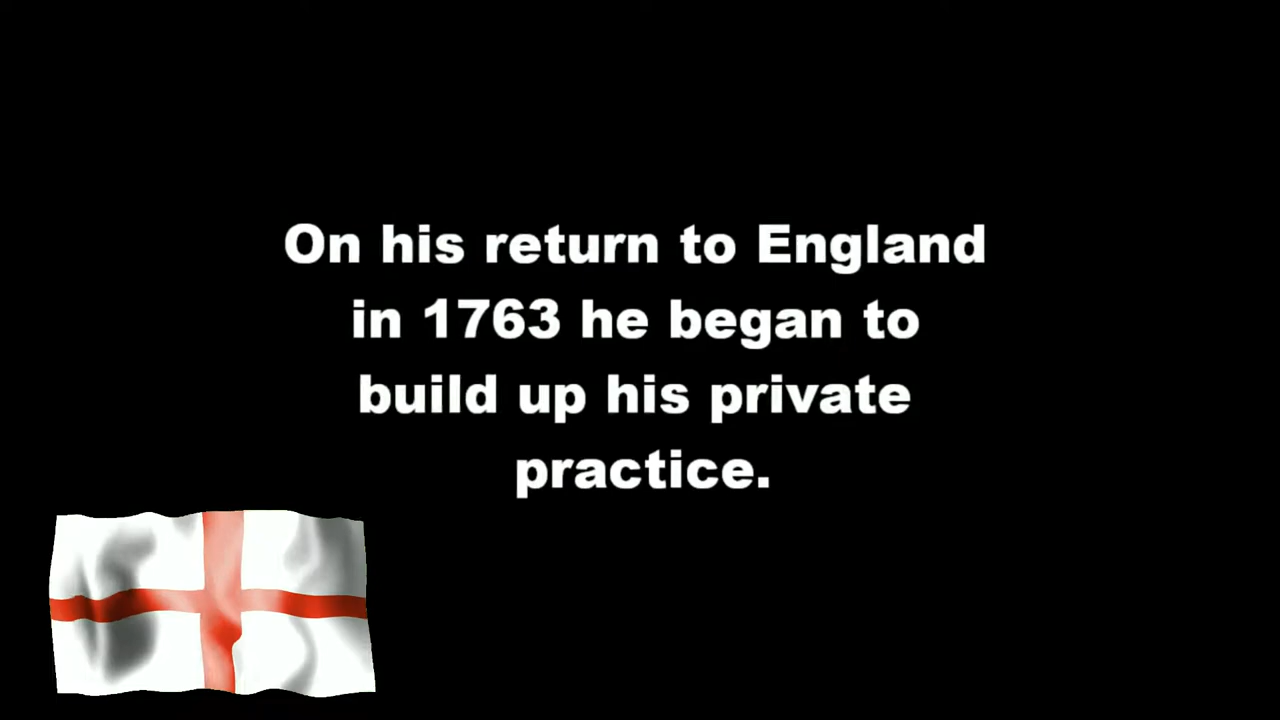 On his return to England
in 1763 he began to
build up his private
practice.